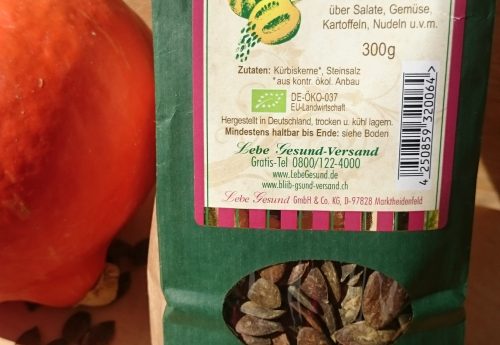 über Salate, Gemüse,
Kartoffeln, Nudeln u.v.m.
300g
Zutaten: Kürbiskerne*, Steinsalz
*aus kontr. ökol. Anbau
DE-ÖKO-037
EU-Landwirtschaft
Hergestellt in Deutschland, trocken u. kühl lagern.
Mindestens haltbar bis Ende: siehe Boden
Lebe Gesund-Versand
Gratis-Tel 0800/122-4000
www.LebeGesund.de
www.bliib-gsund-versand.ch
Lebe Gesund GmbH & Co. KG, D-97828 Marktheidenfeld
4 250859 320064 >